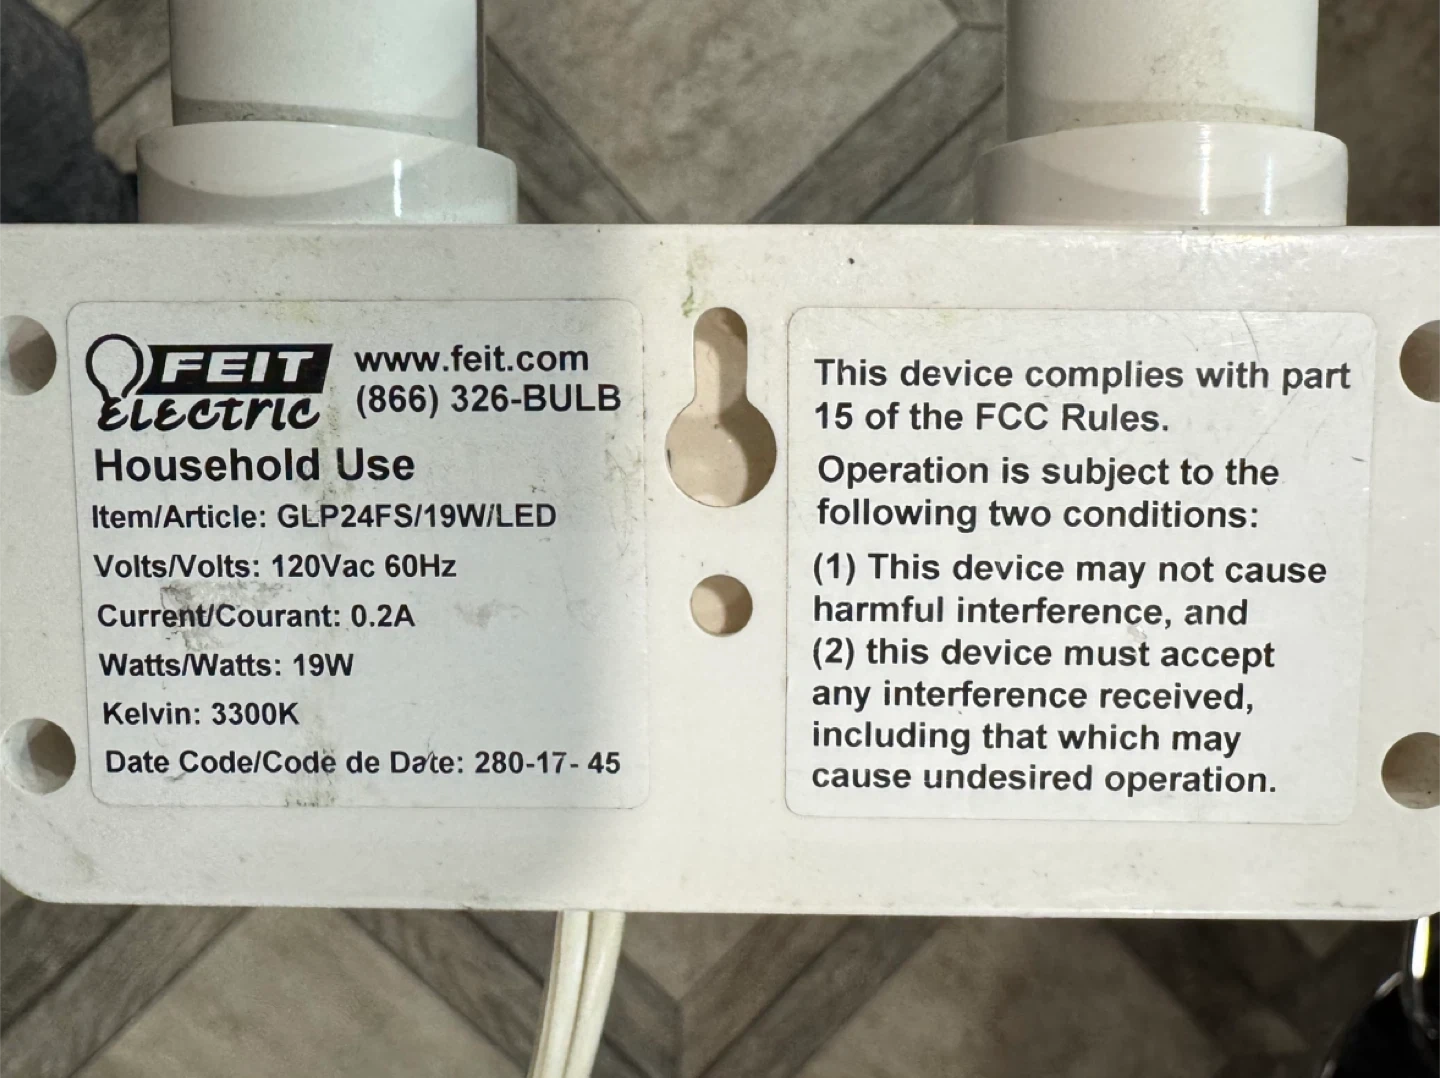 FEIT
ELECTRIC
www.feit.com
(866) 326-BULB
Household Use
Item/Article: GLP24FS/19W/LED
Volts/Volts: 120Vac 60Hz
Current/Courant: 0.2A
Watts/Watts: 19W
Kelvin: 3300K
Date Code/Code de Date: 280-17- 45
This device complies with part
15 of the FCC Rules.
Operation is subject to the
following two conditions:
(1) This device may not cause
harmful interference, and
(2) this device must accept
any interference received,
including that which may
cause undesired operation.